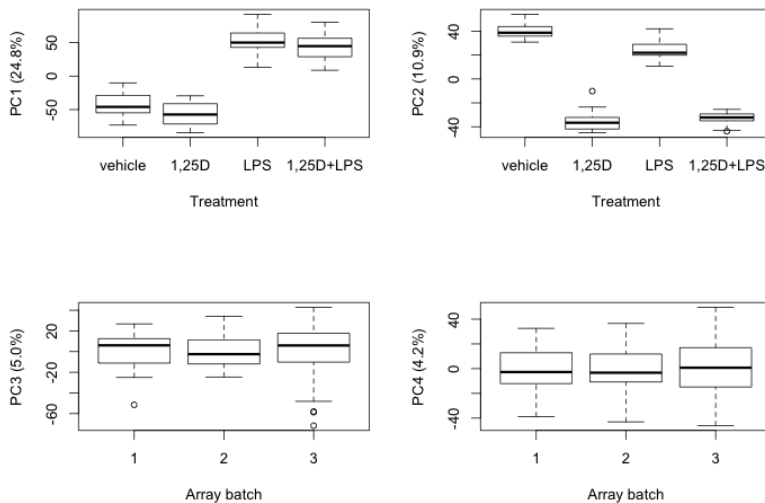 PC1 (24.8%)
50
0
-50
vehicle 1,25D LPS 1,25D+LPS
Treatment
PC2 (10.9%)
40
0
-40
vehicle 1,25D LPS 1,25D+LPS
Treatment
PC3 (5.0%)
20
-20
-60
1 2 3
Array batch
PC4 (4.2%)
40
0
-40
1 2 3
Array batch